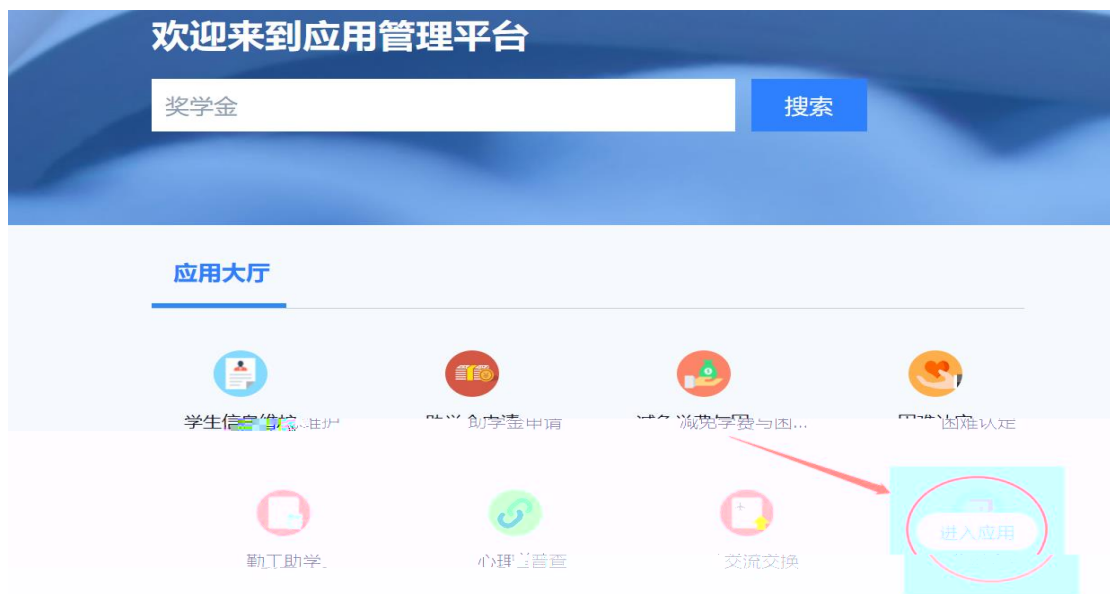 欢迎来到应用管理平台
奖学金 搜索
应用大厅
学生信息维护 助学金申请 减免学费与困... 困难认定
勤工助学 心理普查 交流交换 进入应用